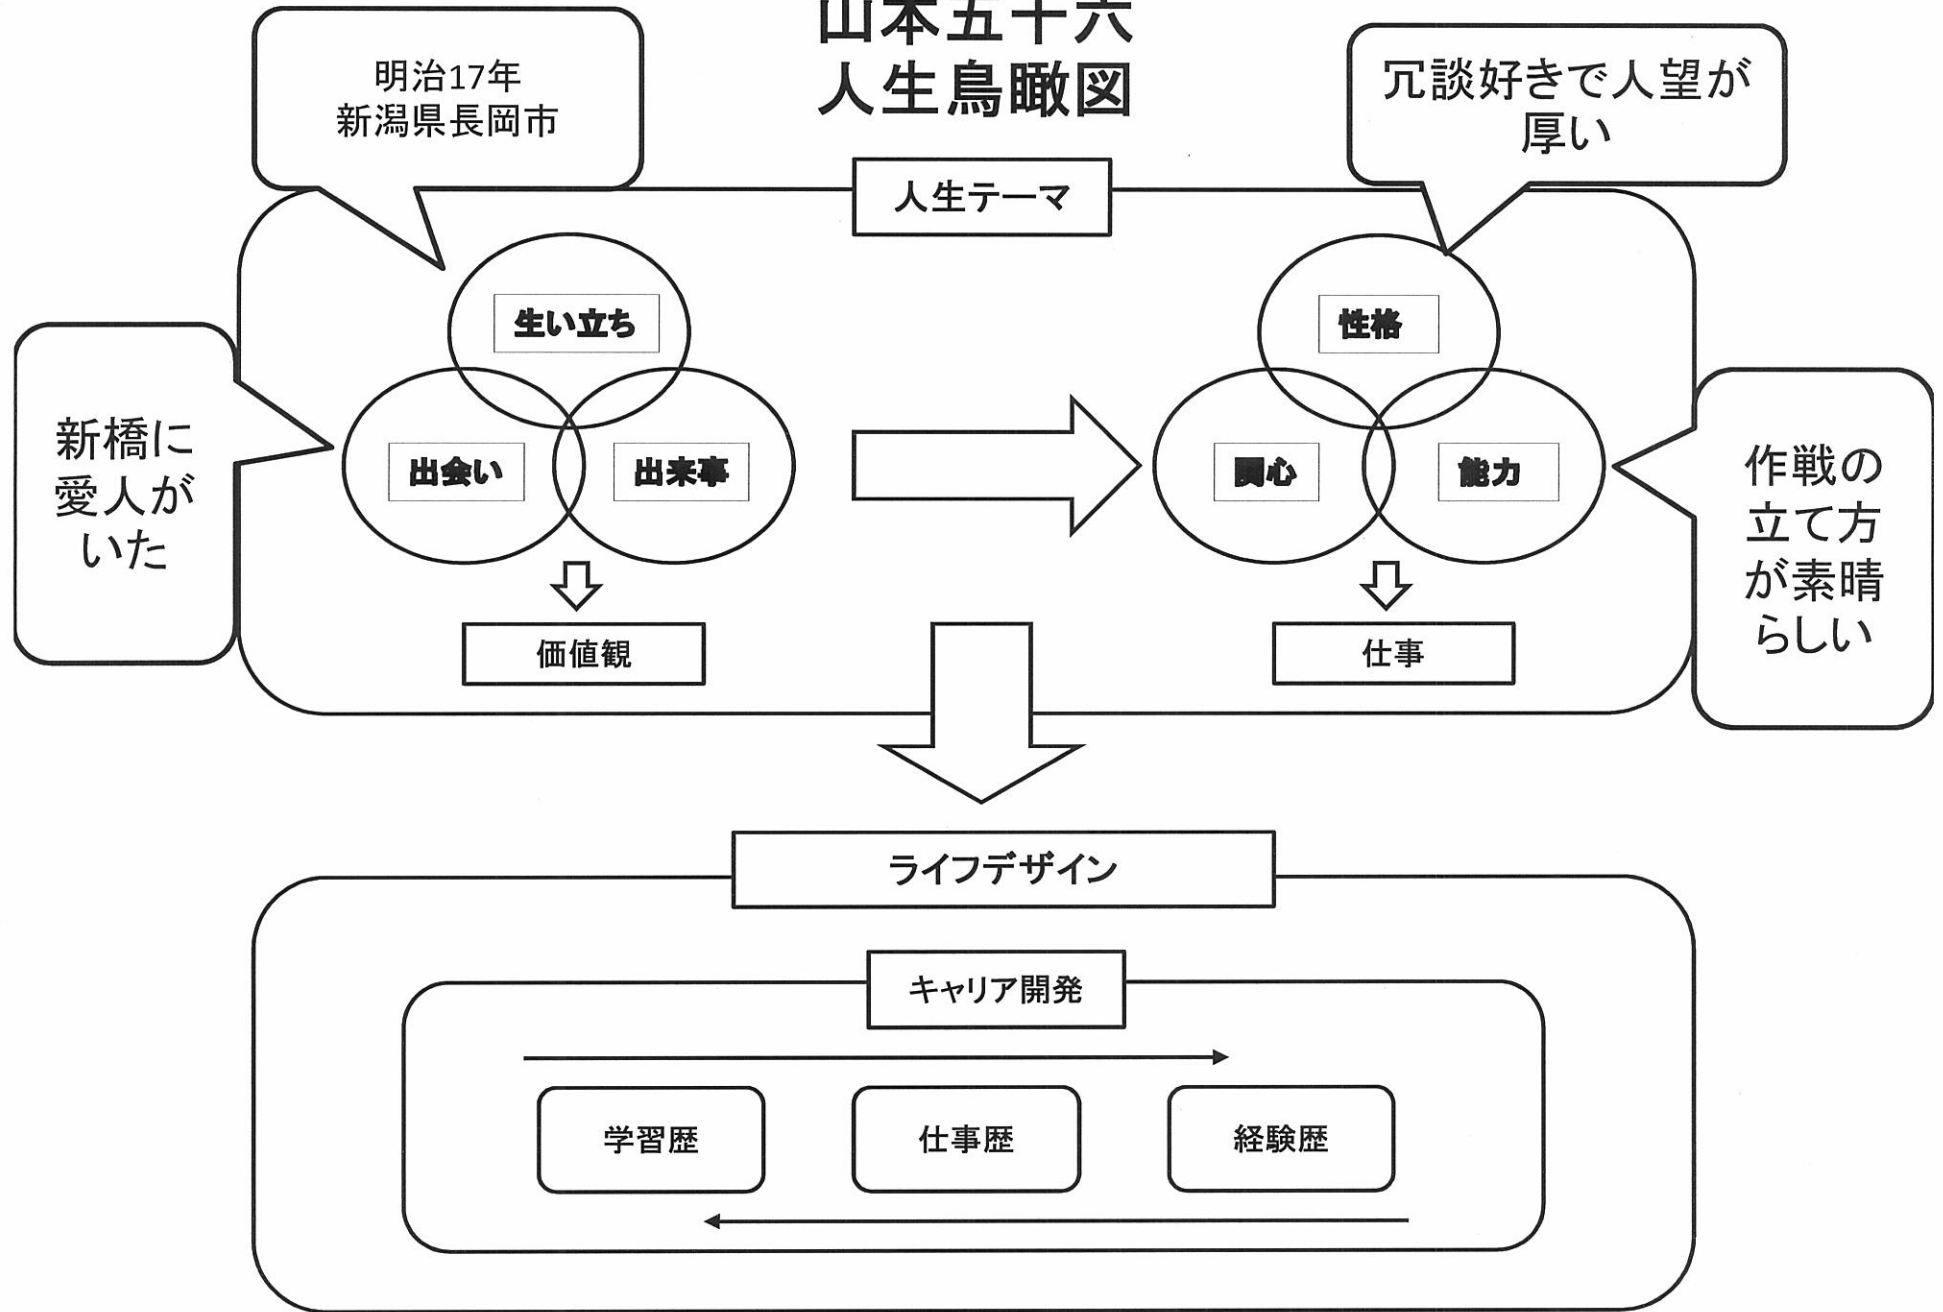 山本五十六
人生鳥瞰図
明治17年
新潟県長岡市
冗談好きで人望が
厚い
人生テーマ
生い立ち
性格
新橋に
愛人が
いた
出会い
出来事
関心
能力
作戦の
立て方
が素晴
らしい
価値観
仕事
ライフデザイン
キャリア開発
学習歴
仕事歴
経験歴